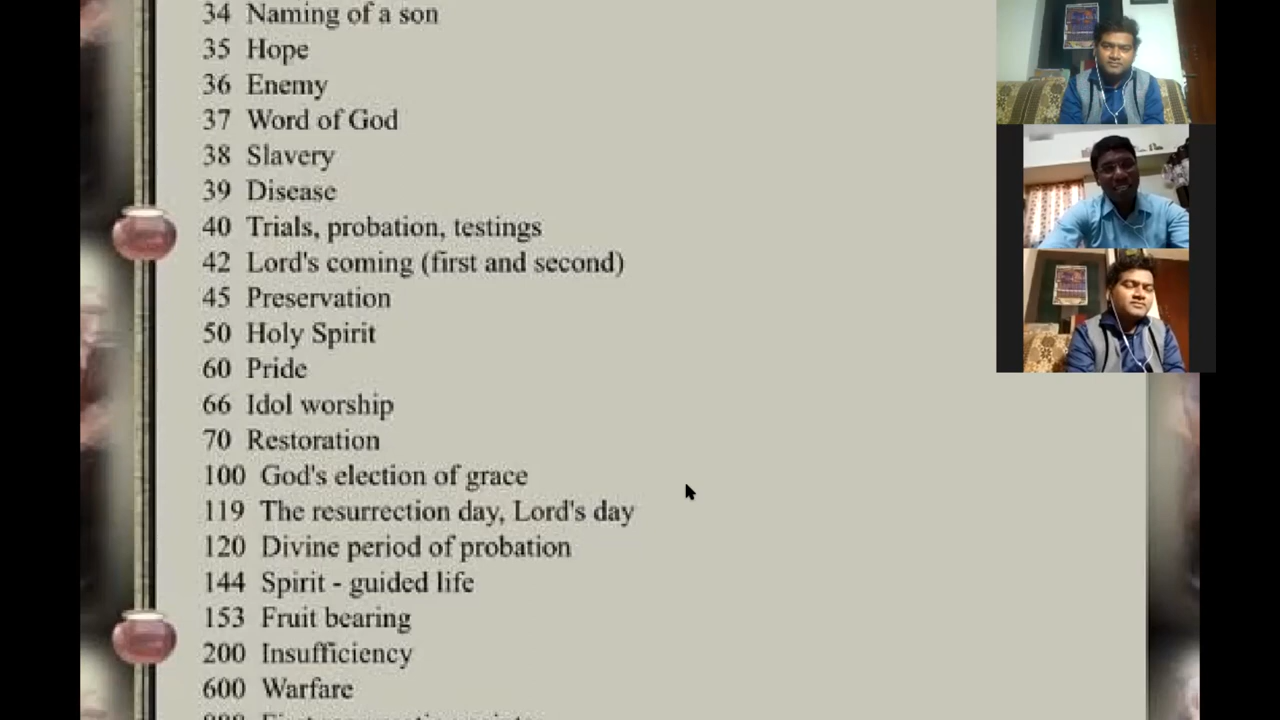 34 Naming of a son
35 Hope
36 Enemy
37 Word of God
38 Slavery
39 Disease
40 Trials, probation, testings
42 Lord's coming (first and second)
45 Preservation
50 Holy Spirit
60 Pride
66 Idol worship
70 Restoration
100 God's election of grace
119 The resurrection day, Lord's day
120 Divine period of probation
144 Spirit - guided life
153 Fruit bearing
200 Insufficiency
600 Warfare